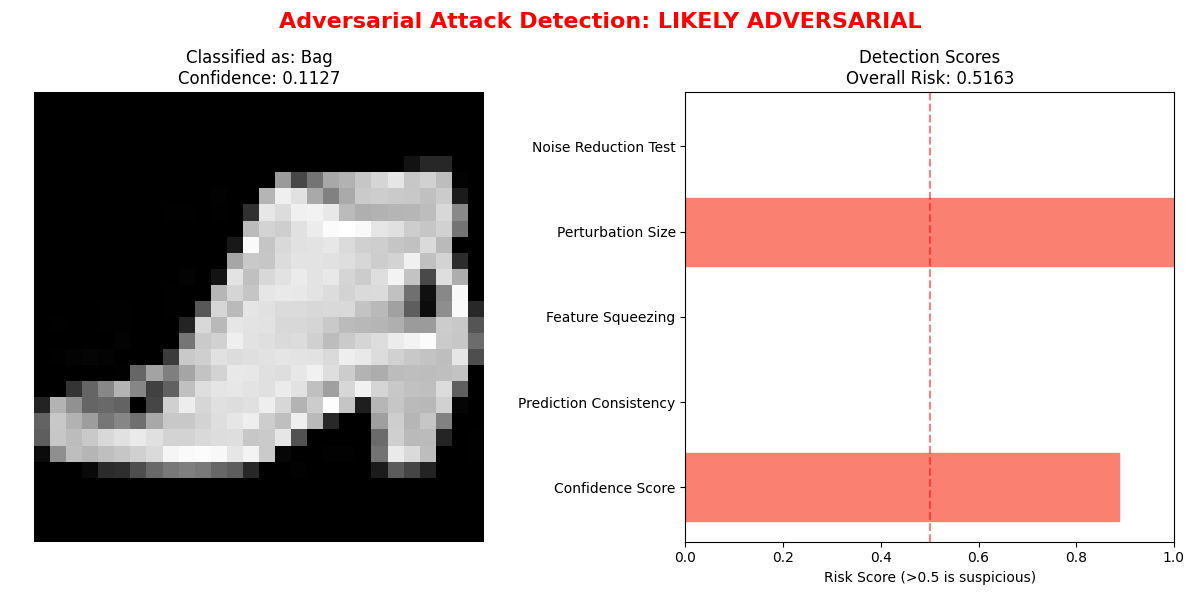 Adversarial Attack Detection: LIKELY ADVERSARIAL
Classified as: Bag
Confidence: 0.1127
Detection Scores
Overall Risk: 0.5163
Noise Reduction Test
Perturbation Size
Feature Squeezing
Prediction Consistency
Confidence Score
0.0 0.2 0.4 0.6 0.8 1.0
Risk Score (>0.5 is suspicious)